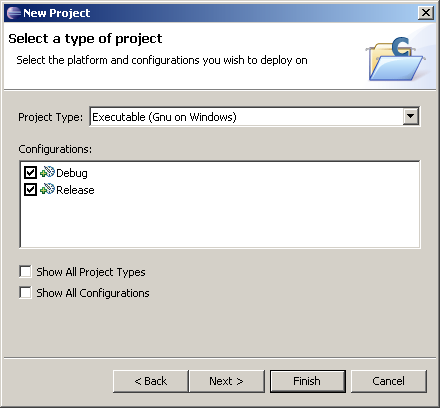 New Project
Select a type of project
Select the platform and configurations you wish to deploy on
C
Project Type: Executable (Gnu on Windows)
Configurations:
Debug
Release
Show All Project Types
Show All Configurations
< Back Next > Finish Cancel